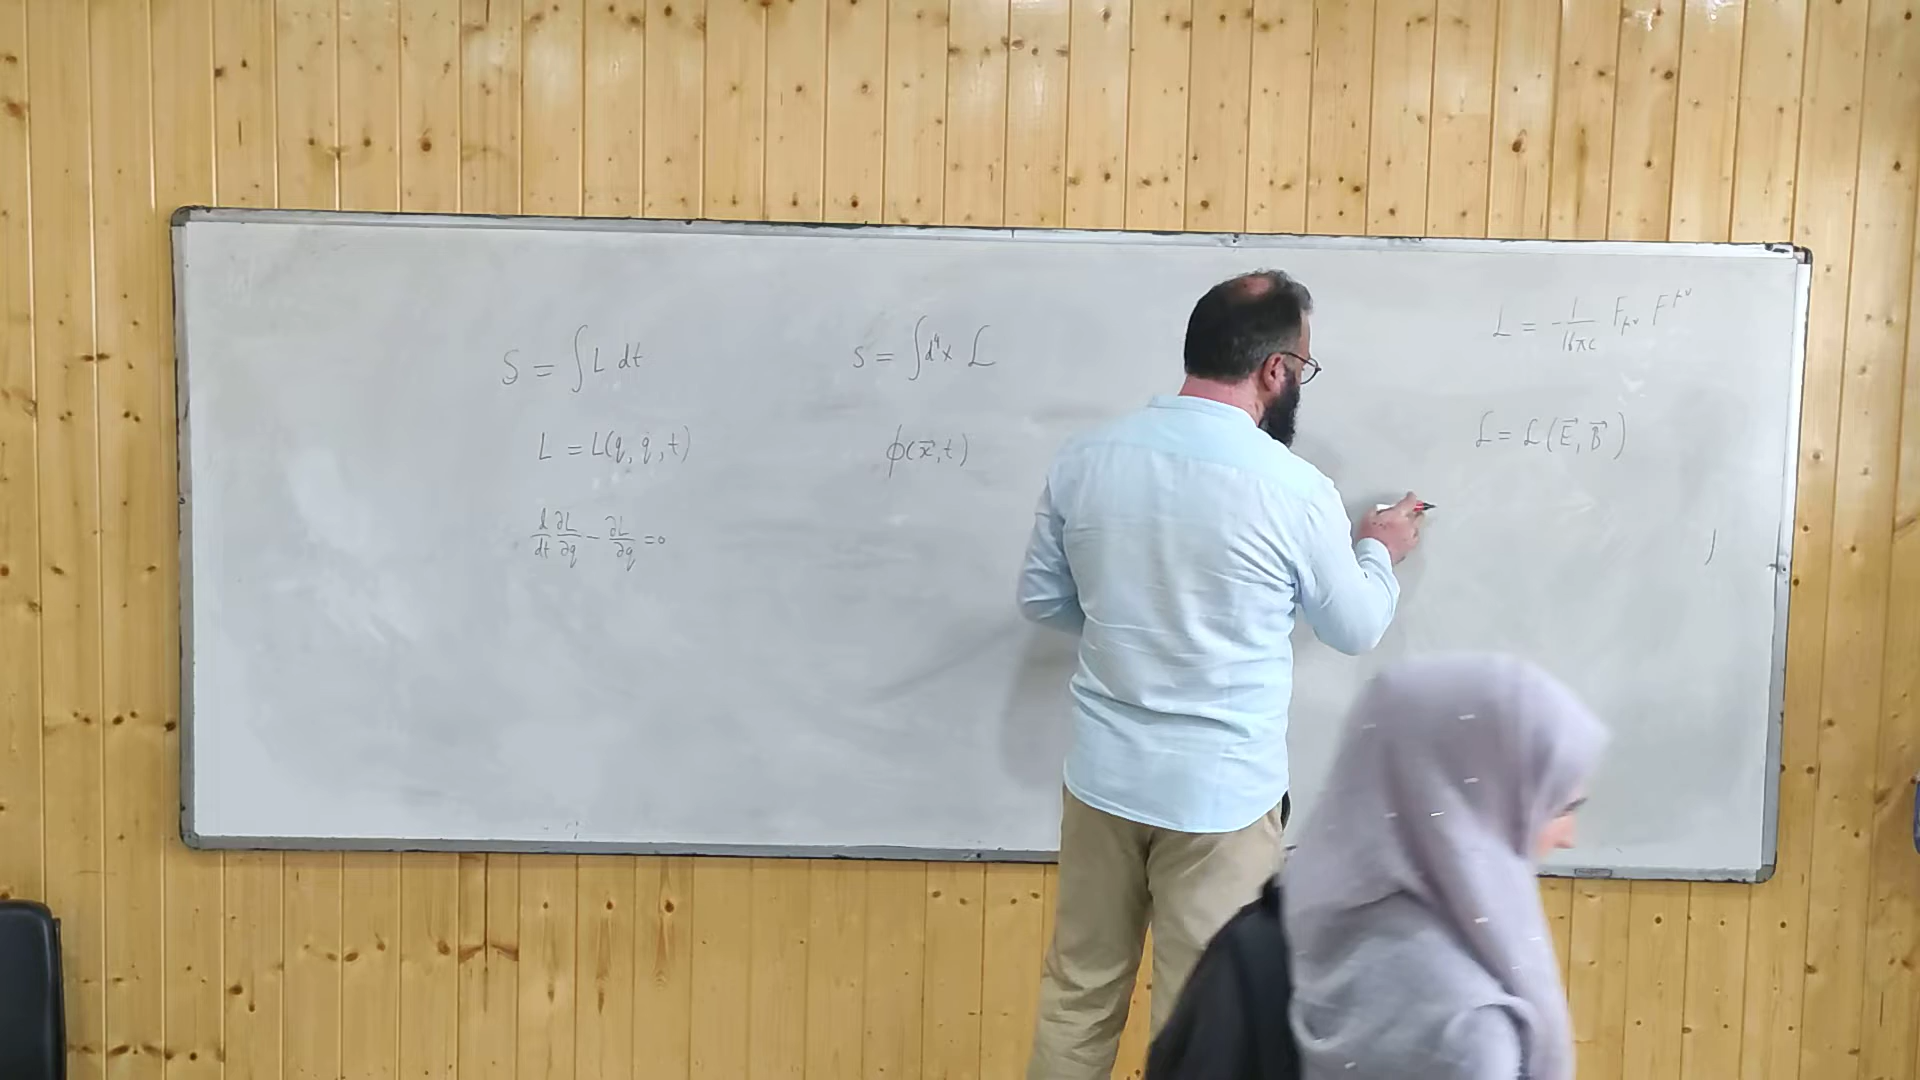 S = ∫ L dt
L = L(q, q̇, t)
d/dt ∂L/∂q̇ − ∂L/∂q = 0
S = ∫ d⁴x ℒ
ϕ(x⃗, t)
L = − 1/16πc F_μν F^μν
ℒ = ℒ(E⃗, B⃗)